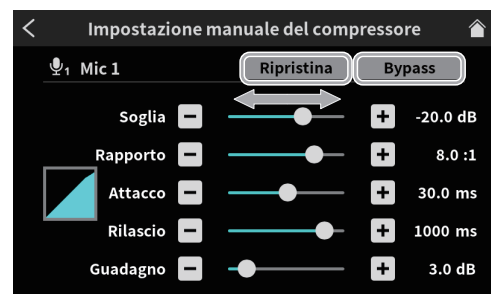 Impostazione manuale del compressore
1 Mic 1 Ripristina Bypass
Soglia - + -20.0 dB
Rapporto - + 8.0 :1
Attacco - + 30.0 ms
Rilascio - + 1000 ms
Guadagno - + 3.0 dB